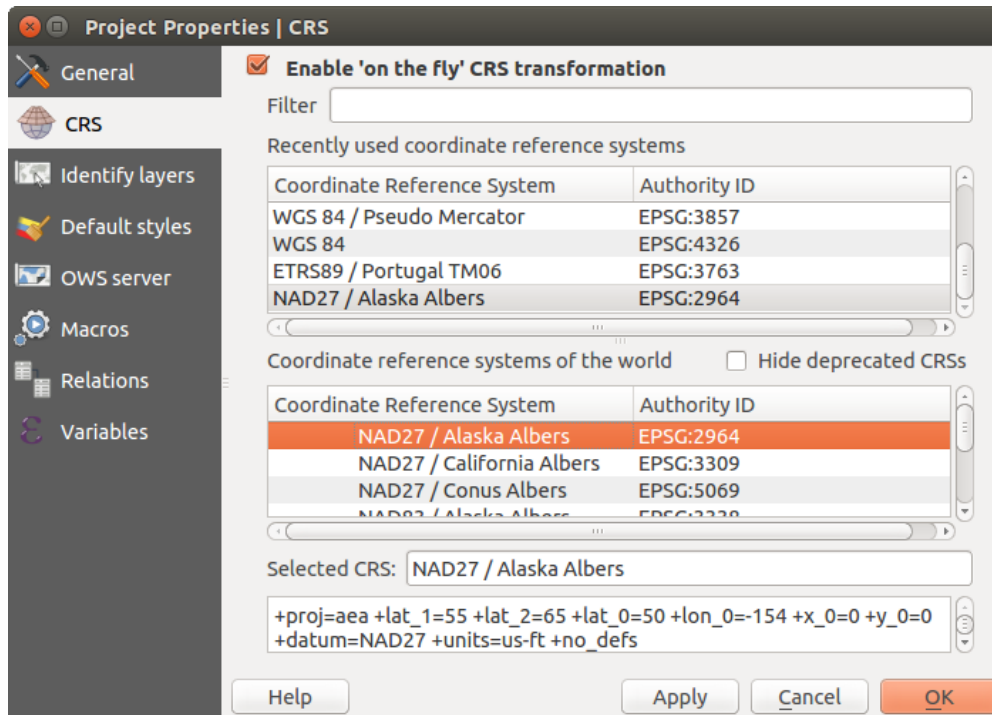 Project Properties | CRS
General
CRS
Identify layers
Default styles
OWS server
Macros
Relations
Variables
Enable 'on the fly' CRS transformation
Filter
Recently used coordinate reference systems
Coordinate Reference System Authority ID
WGS 84 / Pseudo Mercator EPSG:3857
WGS 84 EPSG:4326
ETRS89 / Portugal TM06 EPSG:3763
NAD27 / Alaska Albers EPSG:2964
Coordinate reference systems of the world Hide deprecated CRSs
Coordinate Reference System Authority ID
NAD27 / Alaska Albers EPSG:2964
NAD27 / California Albers EPSG:3309
NAD27 / Conus Albers EPSG:5069
NAD83 / Alaska Albers EPSG:3338
Selected CRS: NAD27 / Alaska Albers
+proj=aea +lat_1=55 +lat_2=65 +lat_0=50 +lon_0=-154 +x_0=0 +y_0=0
+datum=NAD27 +units=us-ft +no_defs
Help Apply Cancel OK